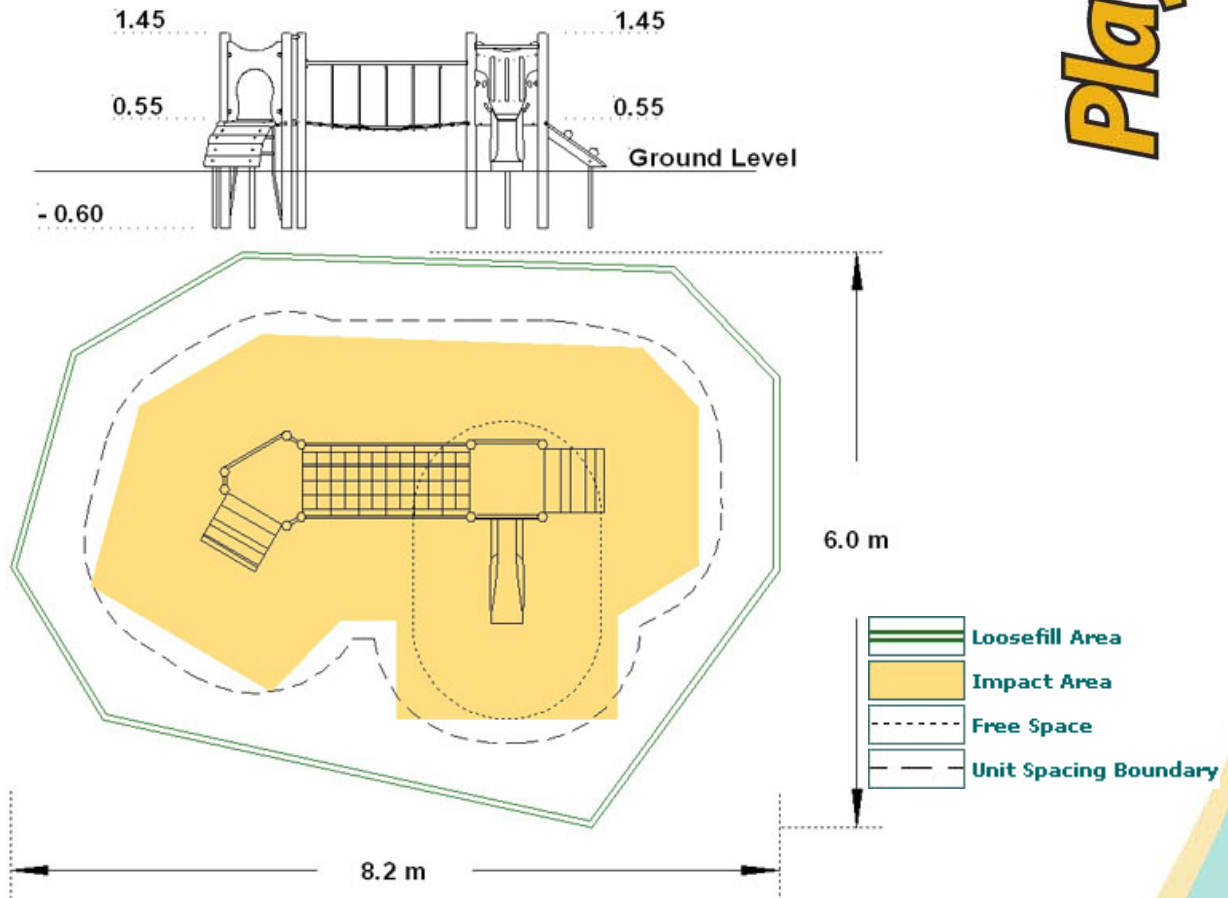 1.45 1.45
0.55 0.55
Ground Level
- 0.60
6.0 m
Loosefill Area
Impact Area
Free Space
Unit Spacing Boundary
8.2 m
Play